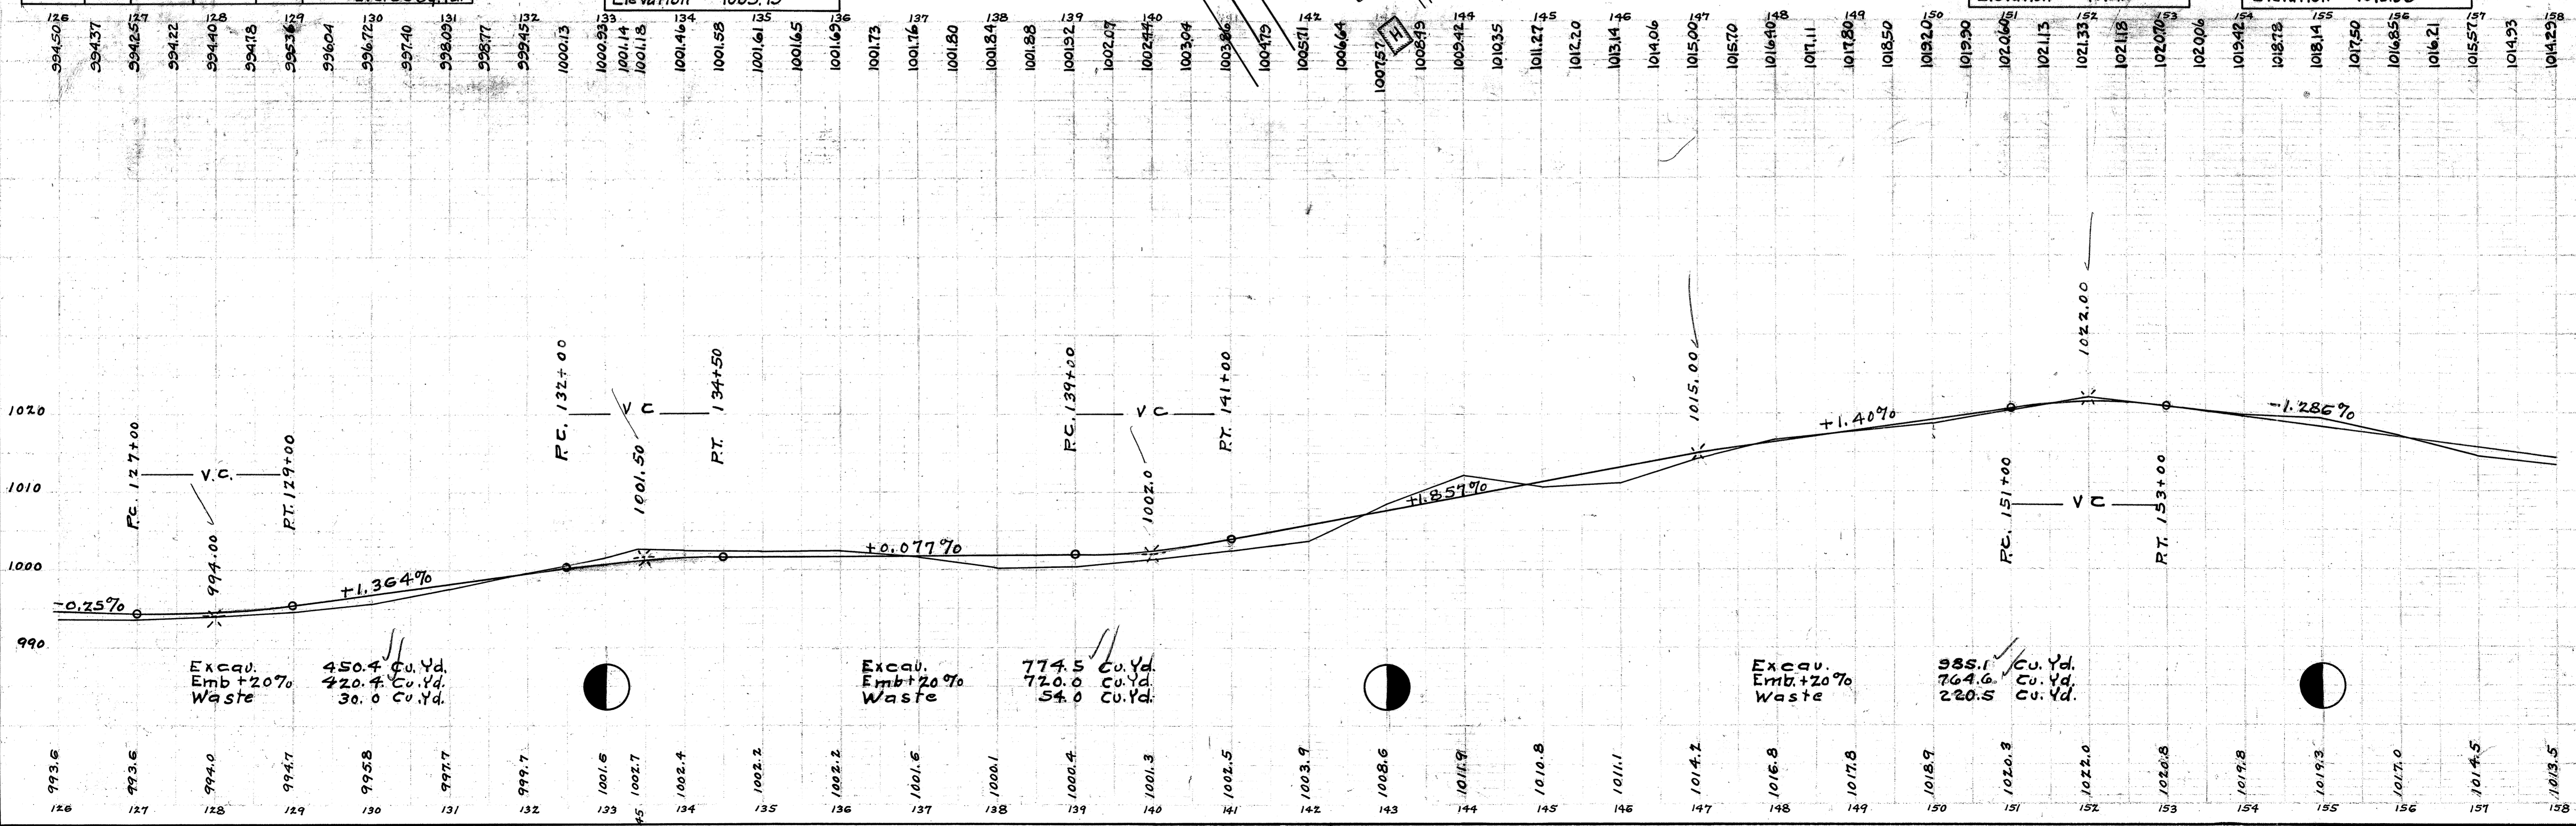 Elevation 1003.43
126 127 128 129 130 131 132 133 134 135 136 137 138 139 140 142 144 145 146 147 148 149 150 151 152 153 154 155 156 157 158
994.50 994.37 994.25 994.22 994.40 994.78 995.36 996.04 996.72 997.40 998.09 998.77 999.45 1000.13 1000.93 1001.14 1001.18 1001.46 1001.58 1001.61 1001.65 1001.69 1001.73 1001.76 1001.80 1001.84 1001.88 1001.92 1002.09 1002.44 1003.04 1003.86 1004.79 1005.71 1006.64 1007.57 1008.49 1009.42 1010.35 1011.27 1012.20 1013.14 1014.06 1015.00 1015.70 1016.40 1017.11 1017.80 1018.50 1019.20 1019.90 1020.60 1021.13 1021.33 1021.18 1020.70 1020.06 1019.42 1018.78 1018.14 1017.50 1016.85 1016.21 1015.57 1014.93 1014.29
H
1020
1010
1000
990
P.C. 127+00
V.C.
P.T. 129+00
994.00
P.C. 132+00
V C
P.T. 134+50
1001.50
P.C. 139+00
V C
P.T. 141+00
1002.0
1015.00
1022.00
P.C. 151+00
V C
P.T. 153+00
-0.25%
+1.364%
+0.077%
+1.857%
+1.40%
-1.286%
Excav. 450.4 Cu.Yd.
Emb +20% 420.4 Cu.Yd.
Waste 30.0 Cu.Yd.
Excav. 774.5 Cu.Yd.
Emb +20% 720.0 Cu.Yd.
Waste 54.0 Cu.Yd.
Excav. 985.1 Cu.Yd.
Emb. +20% 764.6 Cu.Yd.
Waste 220.5 Cu.Yd.
993.6 993.6 994.0 994.7 995.8 997.7 999.7 1001.6 1002.7 1002.4 1002.2 1002.2 1001.6 1000.1 1000.4 1001.3 1002.5 1003.9 1008.6 1011.9 1010.8 1011.1 1014.2 1016.8 1017.8 1018.9 1020.3 1022.0 1020.8 1019.8 1019.3 1017.0 1014.5 1013.5
126 127 128 129 130 131 132 133 45 134 135 136 137 138 139 140 141 142 143 144 145 146 147 148 149 150 151 152 153 154 155 156 157 158